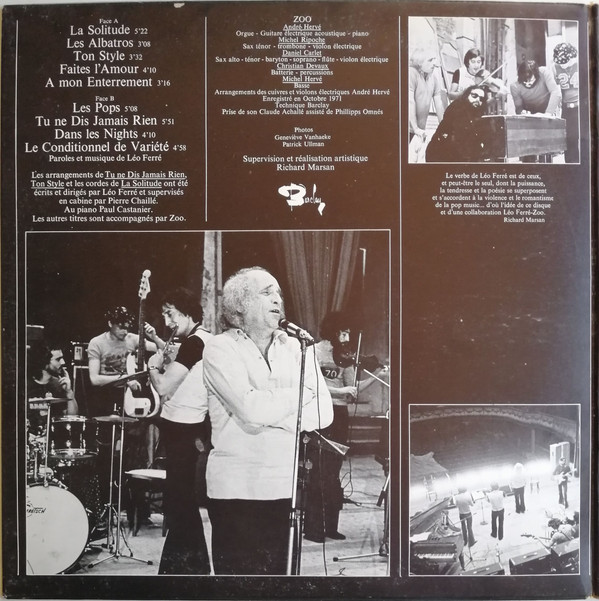 Face A
La Solitude 5'22
Les Albatros 3'08
Ton Style 3'32
Faites l'Amour 4'10
A mon Enterrement 3'16
Face B
Les Pops 5'08
Tu ne Dis Jamais Rien 5'51
Dans les Nights 4'10
Le Conditionnel de Variété 4'58
Paroles et musique de Léo Ferré
Les arrangements de Tu ne Dis Jamais Rien,
Ton Style et les cordes de La Solitude ont été
écrits et dirigés par Léo Ferré et supervisés
en cabine par Pierre Chaillé.
Au piano Paul Castanier.
Les autres titres sont accompagnés par Zoo.
ZOO
André Hervé
Orgue - Guitare électrique acoustique - piano
Michel Ripoche
Sax ténor - trombone - violon électrique
Daniel Carlet
Sax alto - ténor - baryton - soprano - flûte - violon électrique
Christian Devaux
Batterie - percussions
Michel Hervé
Basse
Arrangements des cuivres et violons électriques André Hervé
Enregistré en Octobre 1971
Technique Barclay
Prise de son Claude Achallé assisté de Phillipps Omnés
Photos
Geneviève Vanhaeke
Patrick Ullman
Supervision et réalisation artistique
Richard Marsan
Barclay
Le verbe de Léo Ferré est de ceux,
et peut-être le seul, dont la puissance,
la tendresse et la poésie se superposent
et s'accordent à la violence et le romantisme
de la pop music... d'où l'idée de ce disque
et d'une collaboration Léo Ferré-Zoo.
Richard Marsan
70
GRETSCH